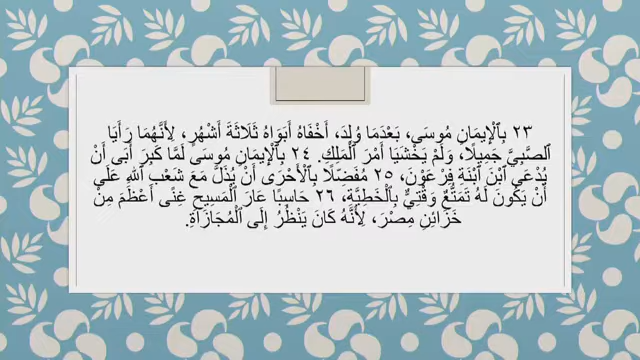 ٢٣ بِٱلْإِيمَانِ مُوسَى، بَعْدَمَا وُلِدَ، أَخْفَاهُ أَبَوَاهُ ثَلَاثَةَ أَشْهُرٍ، لِأَنَّهُمَا رَأَيَا
ٱلصَّبِيَّ جَمِيلًا، وَلَمْ يَخْشَيَا أَمْرَ ٱلْمَلِكِ. ٢٤ بِٱلْإِيمَانِ مُوسَى لَمَّا كَبِرَ أَبَى أَنْ
يُدْعَى ٱبْنَ ٱبْنَةِ فِرْعَوْنَ، ٢٥ مُفَضِّلًا بِٱلْأَحْرَى أَنْ يُذَلَّ مَعَ شَعْبِ ٱللهِ عَلَى
أَنْ يَكُونَ لَهُ تَمَتُّعٌ وَقْتِيٌّ بِٱلْخَطِيَّةِ، ٢٦ حَاسِبًا عَارَ ٱلْمَسِيحِ غِنًى أَعْظَمَ مِنْ
خَزَائِنِ مِصْرَ، لِأَنَّهُ كَانَ يَنْظُرُ إِلَى ٱلْمُجَازَاةِ.